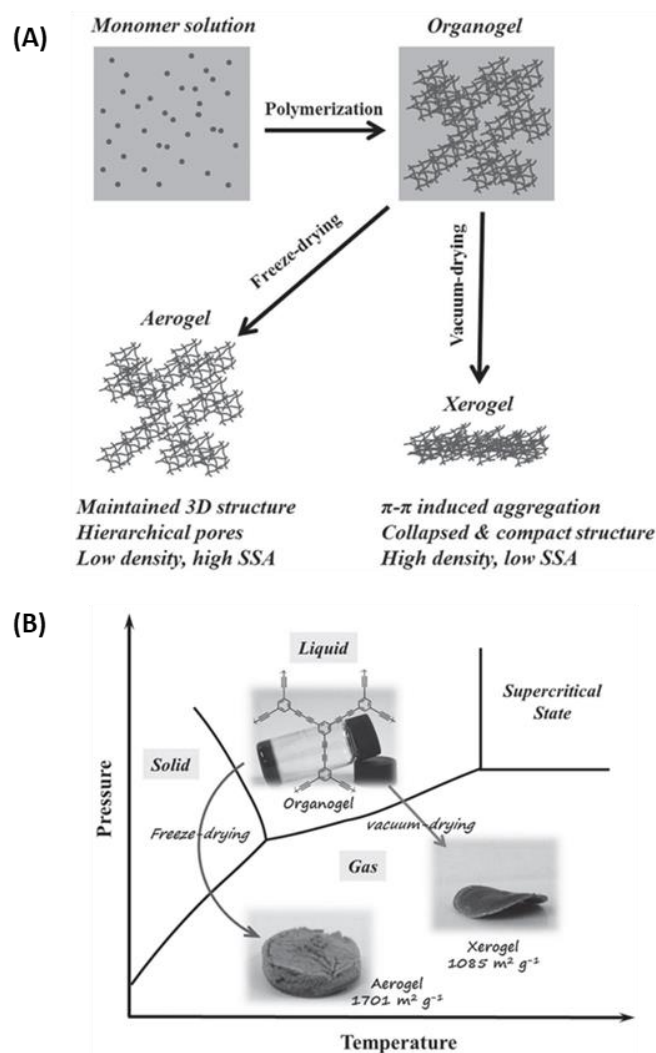 (A)
Monomer solution
Organogel
Polymerization
Freeze-drying
Vacuum-drying
Aerogel
Xerogel
Maintained 3D structure
Hierarchical pores
Low density, high SSA
π-π induced aggregation
Collapsed & compact structure
High density, low SSA
(B)
Pressure
Liquid
Supercritical
State
Solid
Organogel
Freeze-drying
vacuum-drying
Gas
Xerogel
1085 m² g⁻¹
Aerogel
1701 m² g⁻¹
Temperature